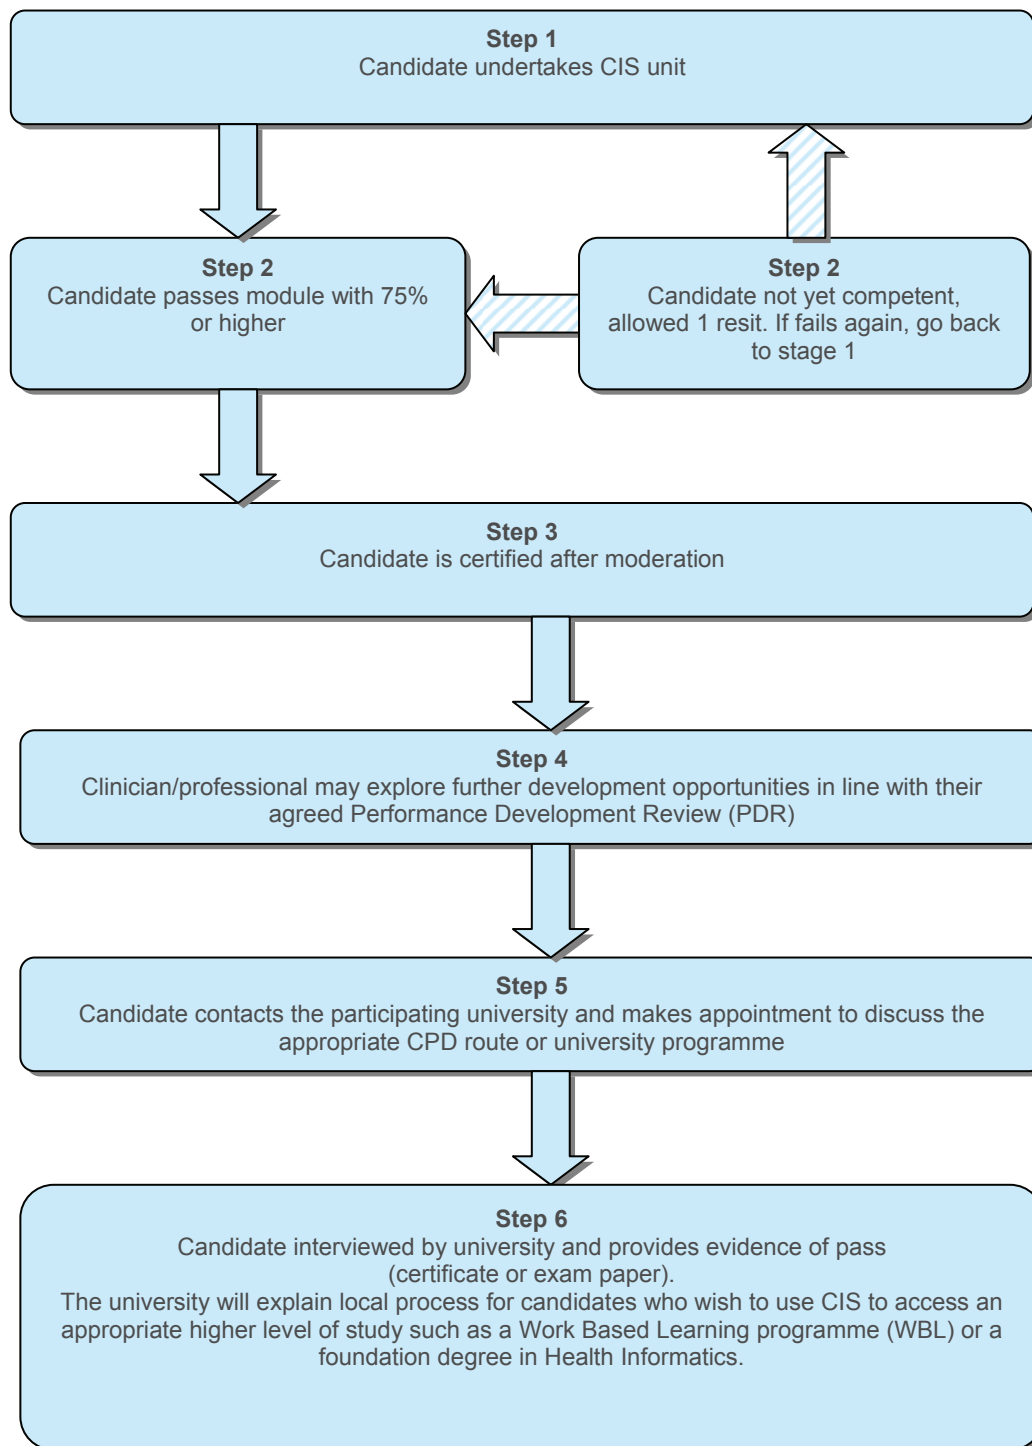 Step 1
Candidate undertakes CIS unit
Step 2
Candidate passes module with 75%
or higher
Step 2
Candidate not yet competent,
allowed 1 resit. If fails again, go back
to stage 1
Step 3
Candidate is certified after moderation
Step 4
Clinician/professional may explore further development opportunities in line with their
agreed Performance Development Review (PDR)
Step 5
Candidate contacts the participating university and makes appointment to discuss the
appropriate CPD route or university programme
Step 6
Candidate interviewed by university and provides evidence of pass
(certificate or exam paper).
The university will explain local process for candidates who wish to use CIS to access an
appropriate higher level of study such as a Work Based Learning programme (WBL) or a
foundation degree in Health Informatics.